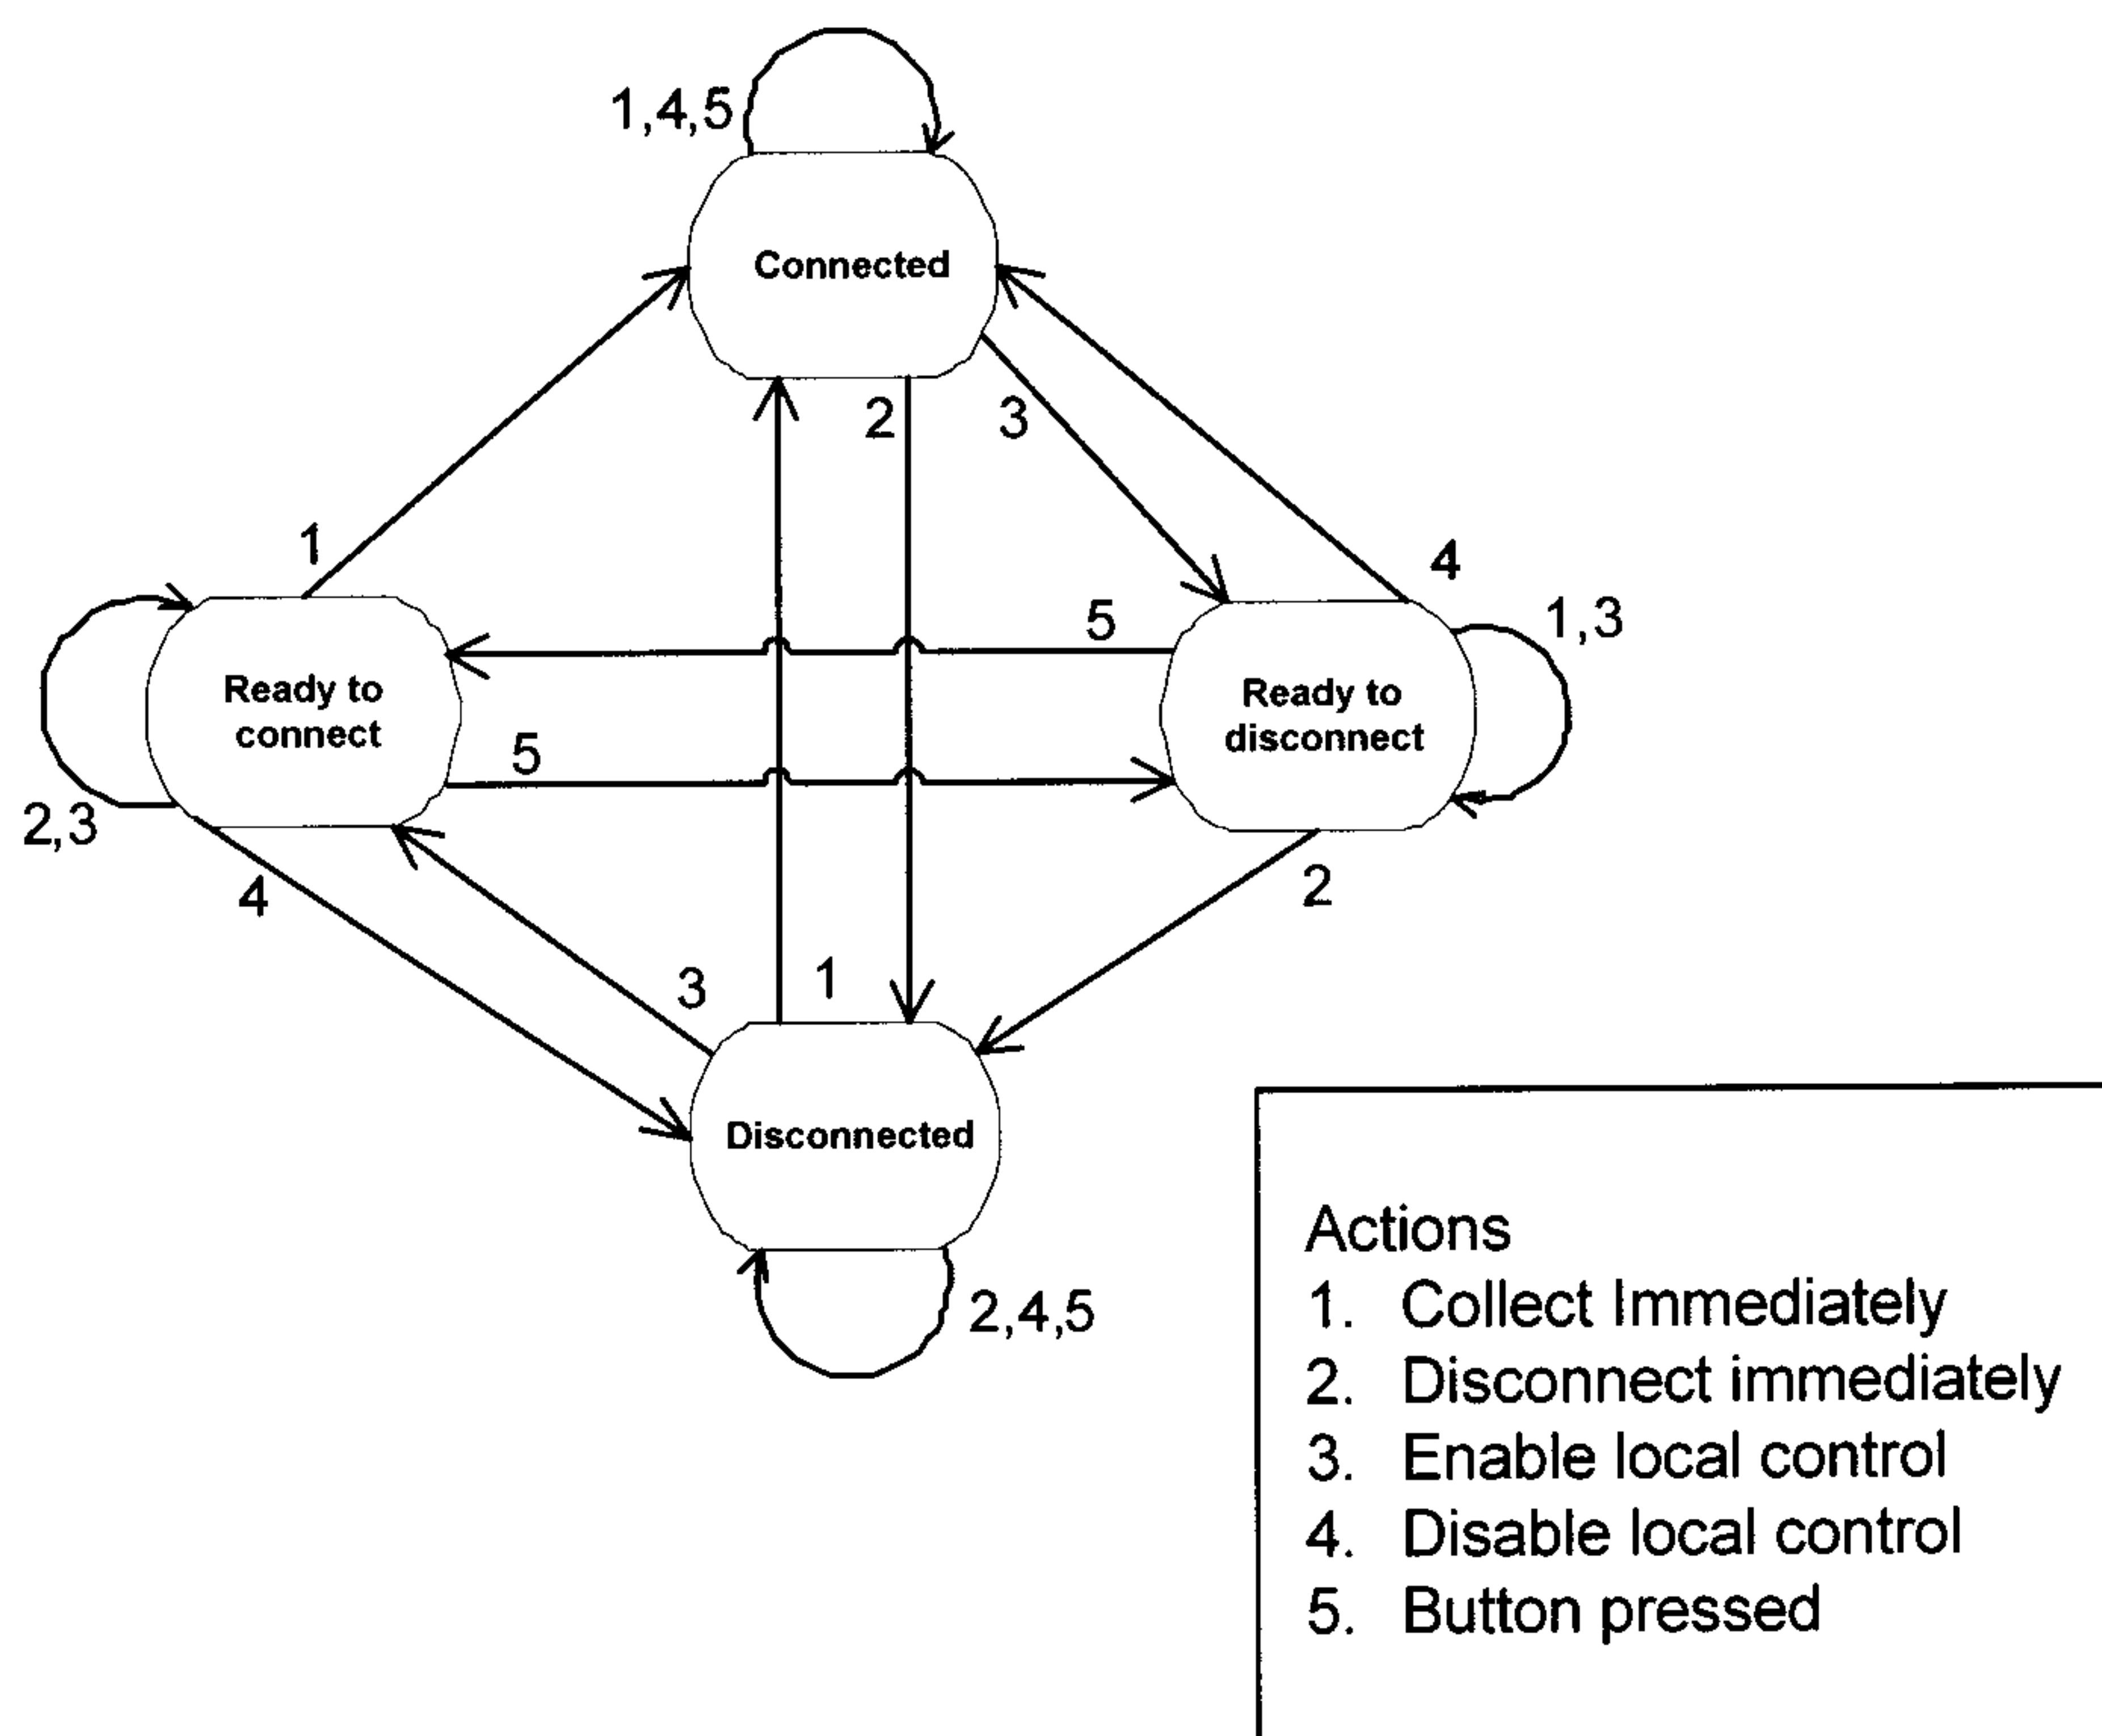 1,4,5
Connected
2
3
1
4
1,3
5
Ready to
connect
Ready to
disconnect
5
2,3
4
2
3
1
Disconnected
2,4,5
Actions
1. Collect Immediately
2. Disconnect immediately
3. Enable local control
4. Disable local control
5. Button pressed